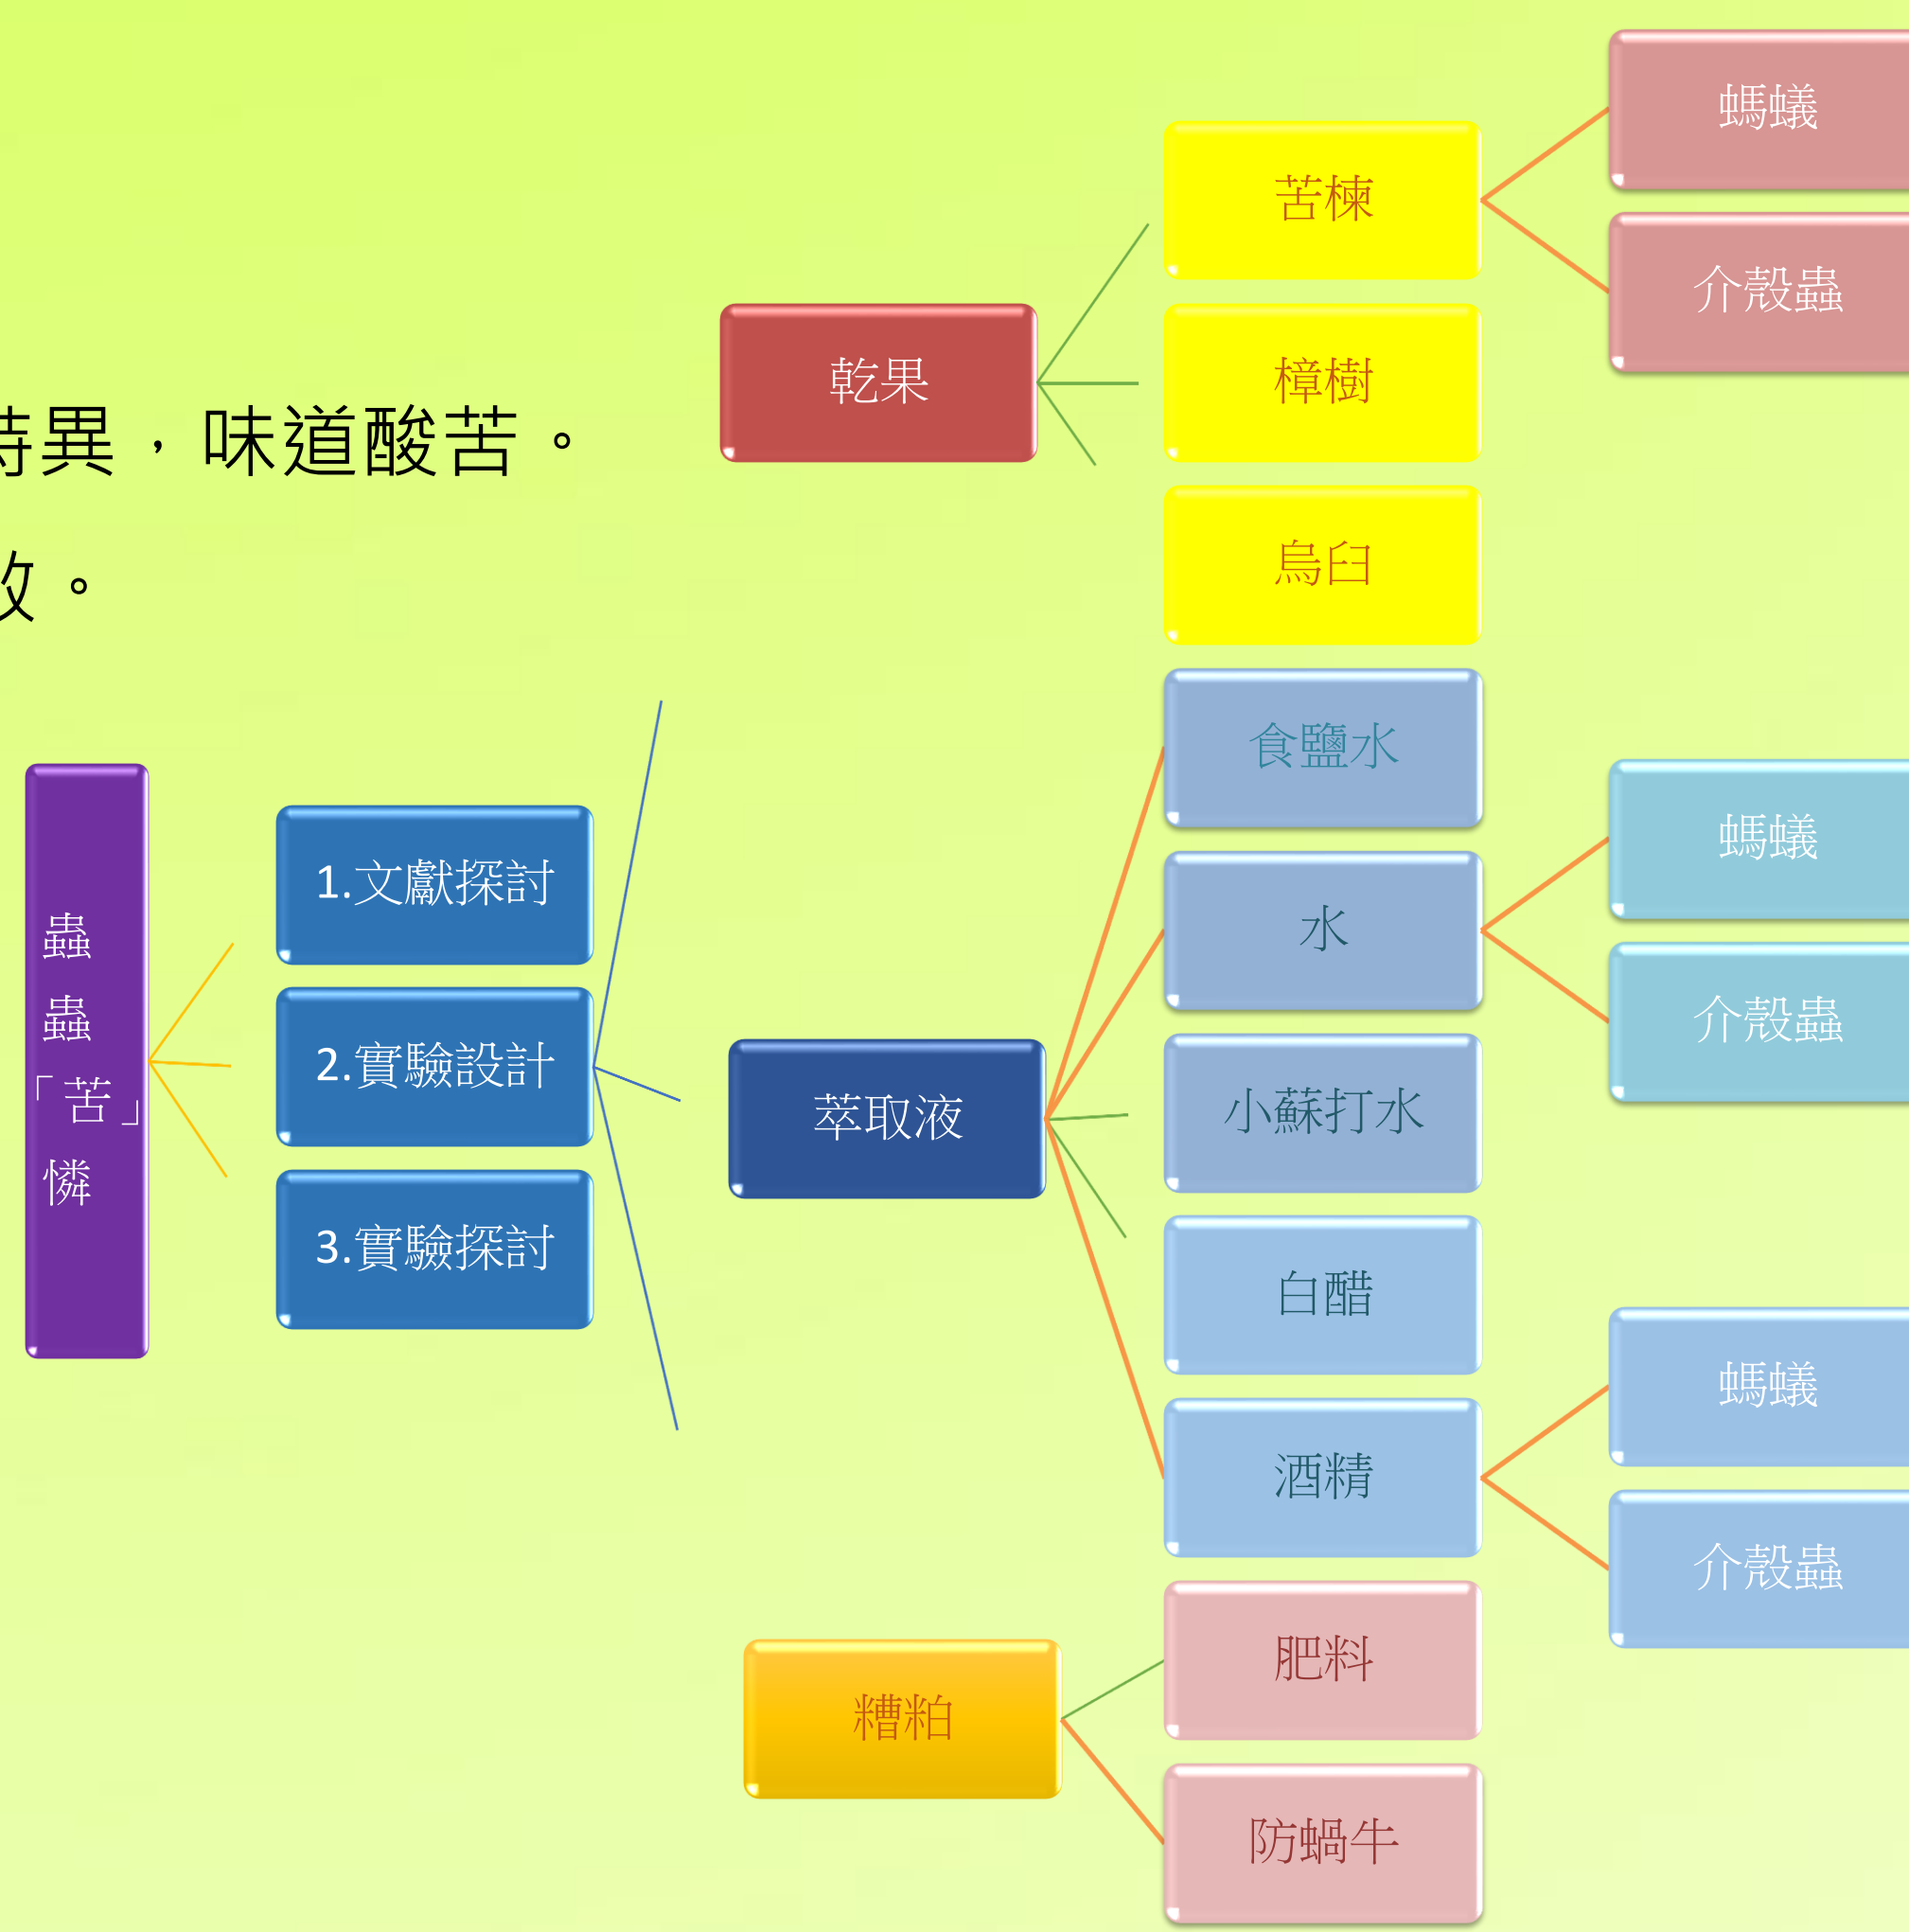 特異，味道酸苦。
效。
蟲
蟲
「苦」
憐
1.文獻探討
2.實驗設計
3.實驗探討
乾果
苦楝
螞蟻
介殼蟲
樟樹
烏臼
萃取液
食鹽水
水
螞蟻
介殼蟲
小蘇打水
白醋
酒精
螞蟻
介殼蟲
糟粕
肥料
防蝸牛